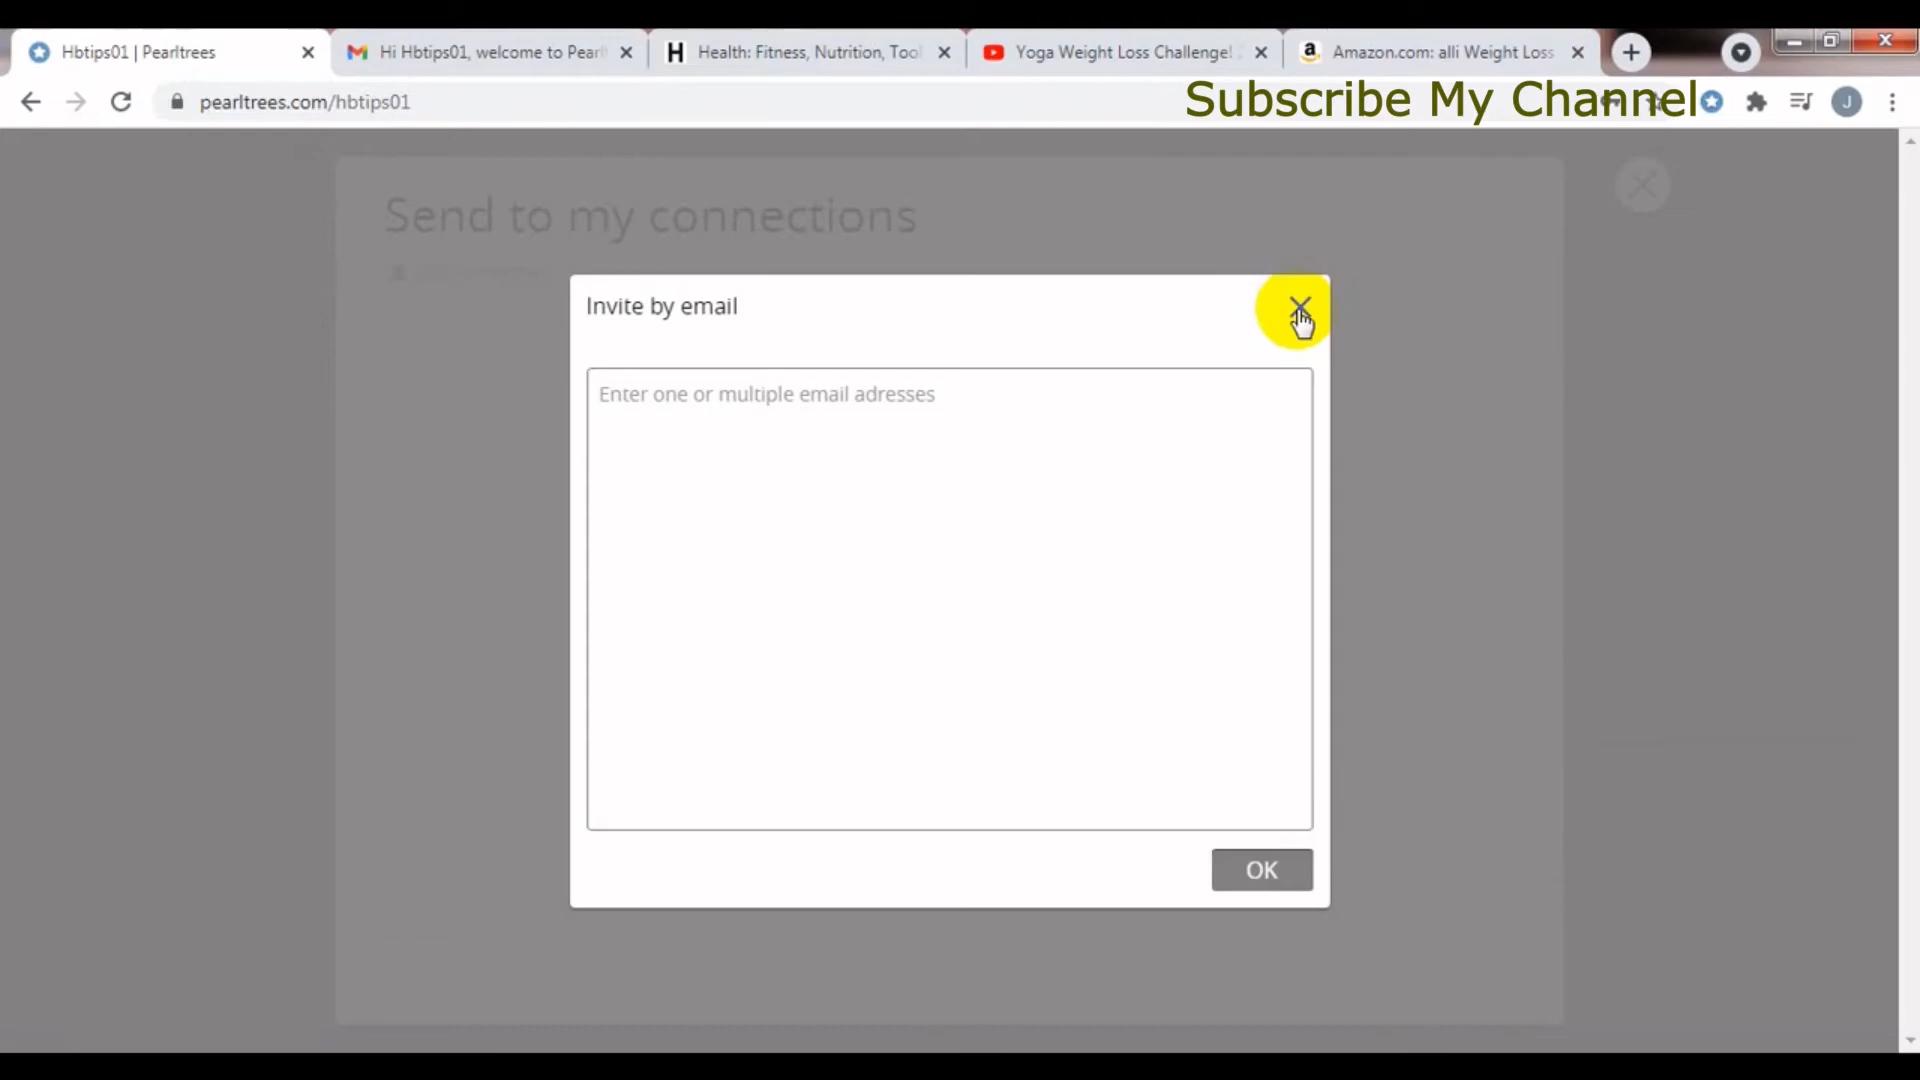 Hbtips01 | Pearltrees
Hi Hbtips01, welcome to Pearl
Health: Fitness, Nutrition, Tool
Yoga Weight Loss Challenge!
Amazon.com: alli Weight Loss
pearltrees.com/hbtips01
Subscribe My Channel
J
Send to my connections
Invite by email
Enter one or multiple email adresses
OK